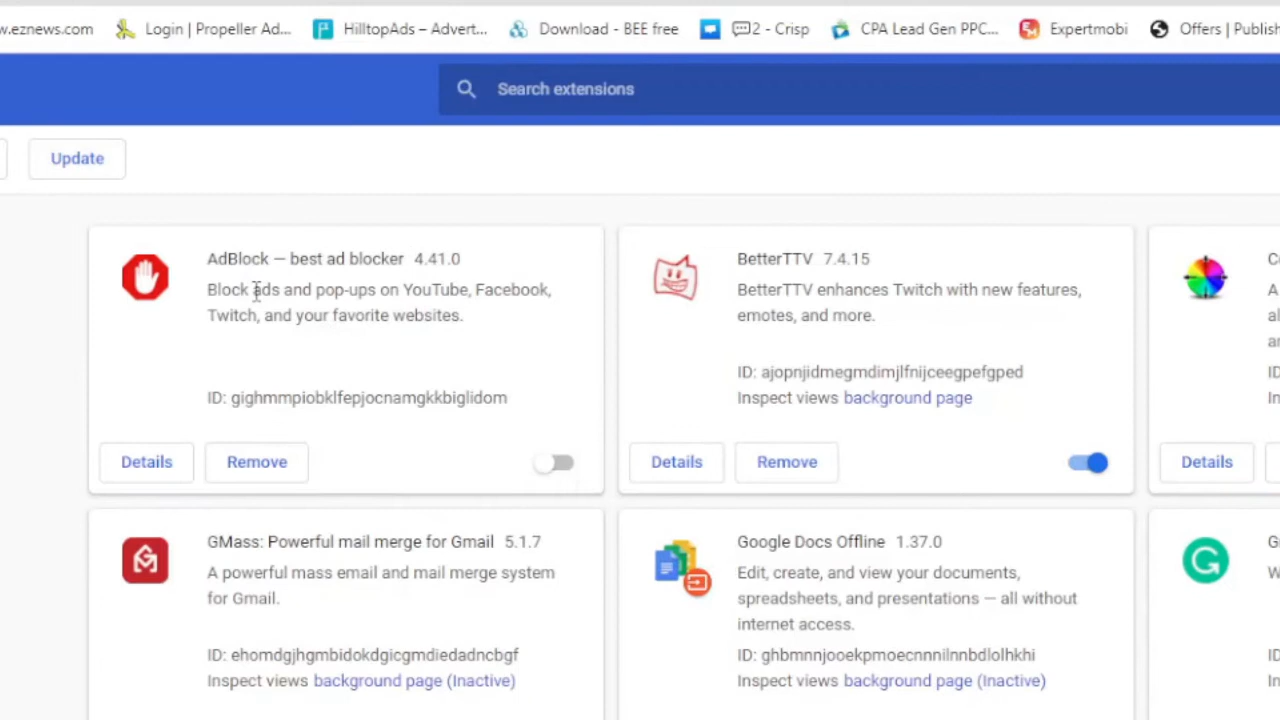 w.eznews.com Login | Propeller Ad... HilltopAds – Advert... Download - BEE free 2 - Crisp CPA Lead Gen PPC... Expertmobi Offers | Publish
Search extensions
Update
AdBlock — best ad blocker 4.41.0
Block ads and pop-ups on YouTube, Facebook,
Twitch, and your favorite websites.
ID: gighmmpiobklfepjocnamgkkbiglidom
Details Remove
BetterTTV 7.4.15
BetterTTV enhances Twitch with new features,
emotes, and more.
ID: ajopnjidmegmdimjlfnijceegpefgped
Inspect views background page
Details Remove
C
A
al
ar
ID
In
Details
GMass: Powerful mail merge for Gmail 5.1.7
A powerful mass email and mail merge system
for Gmail.
ID: ehomdgjhgmbidokdgicgmdiedadncbgf
Inspect views background page (Inactive)
Google Docs Offline 1.37.0
Edit, create, and view your documents,
spreadsheets, and presentations — all without
internet access.
ID: ghbmnnjooekpmoecnnnilnnbdlolhkhi
Inspect views background page (Inactive)
G
W
ID
In